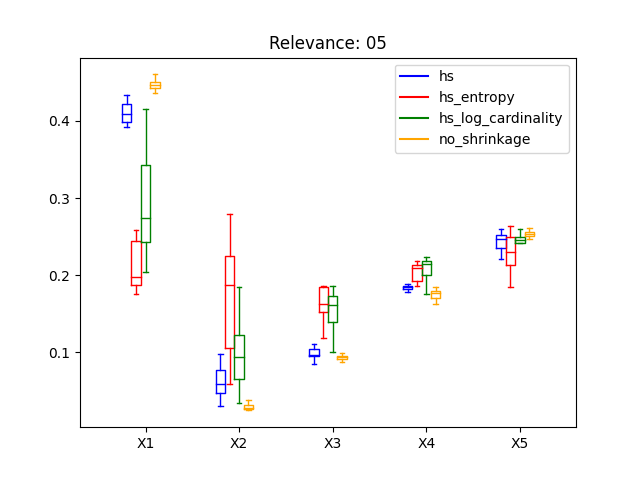 Relevance: 05
hs
hs_entropy
hs_log_cardinality
no_shrinkage
0.4
0.3
0.2
0.1
X1 X2 X3 X4 X5